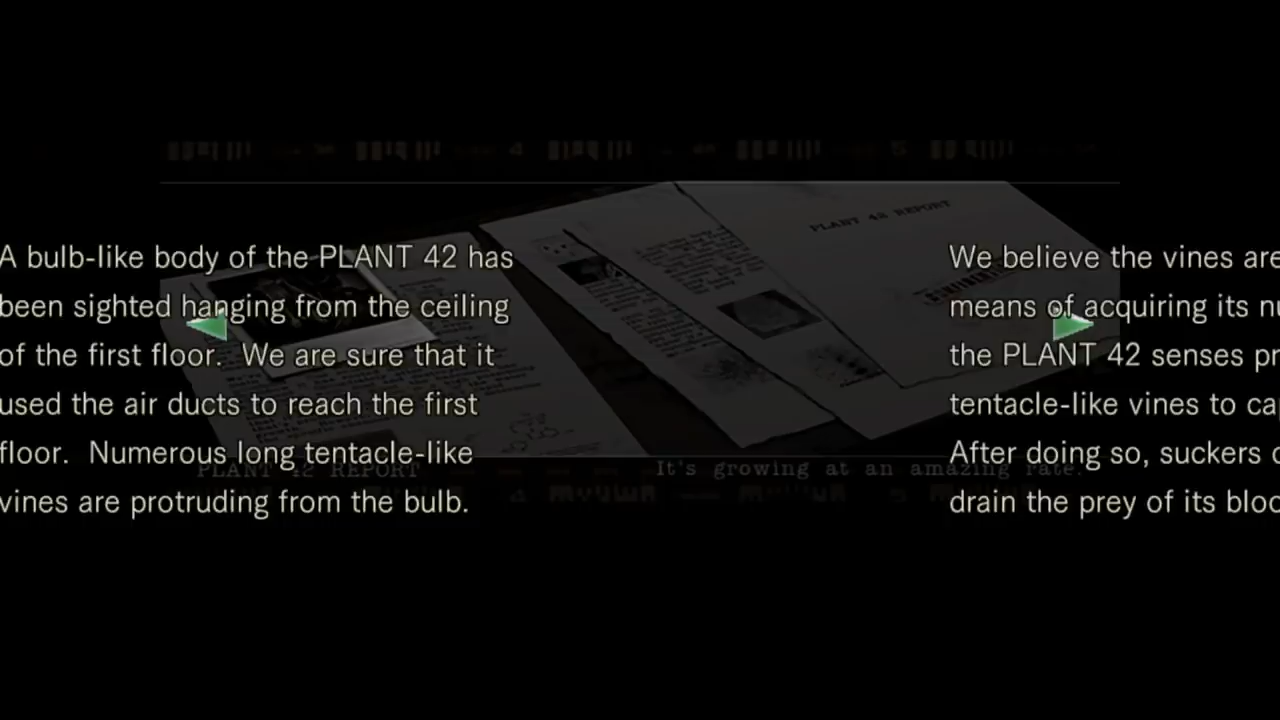 A bulb-like body of the PLANT 42 has
been sighted hanging from the ceiling
of the first floor.  We are sure that it
used the air ducts to reach the first
floor.  Numerous long tentacle-like
vines are protruding from the bulb.
We believe the vines are
means of acquiring its
the PLANT 42 senses
tentacle-like vines to
After doing so, suckers
drain the prey of its
PLANT 42 REPORT
PLANT 42 REPORT
It's growing at an amazing rate.